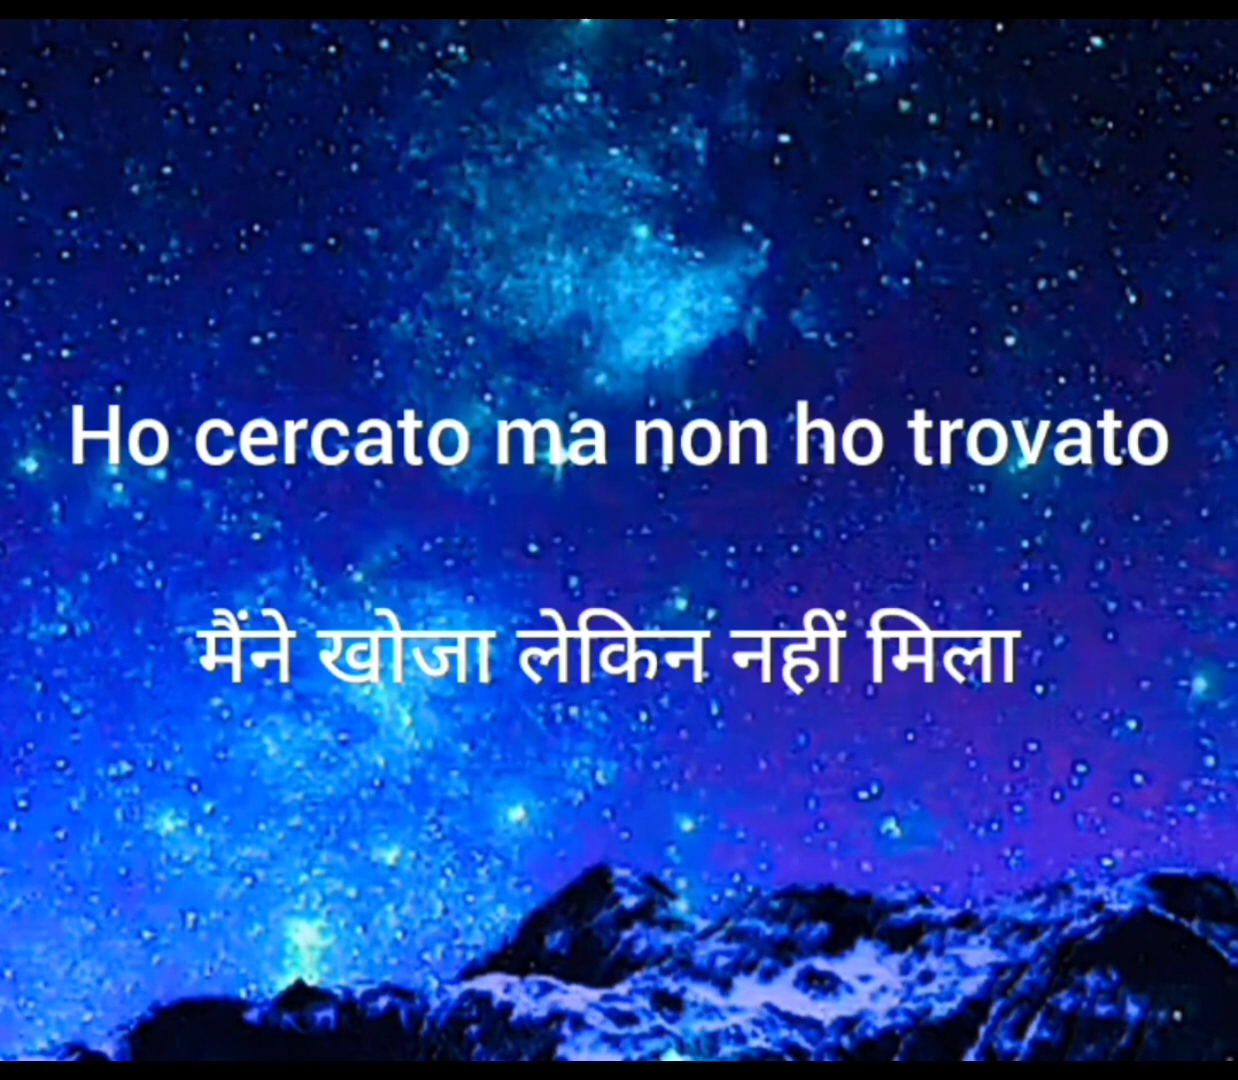 Ho cercato ma non ho trovato
मैंने खोजा लेकिन नहीं मिला